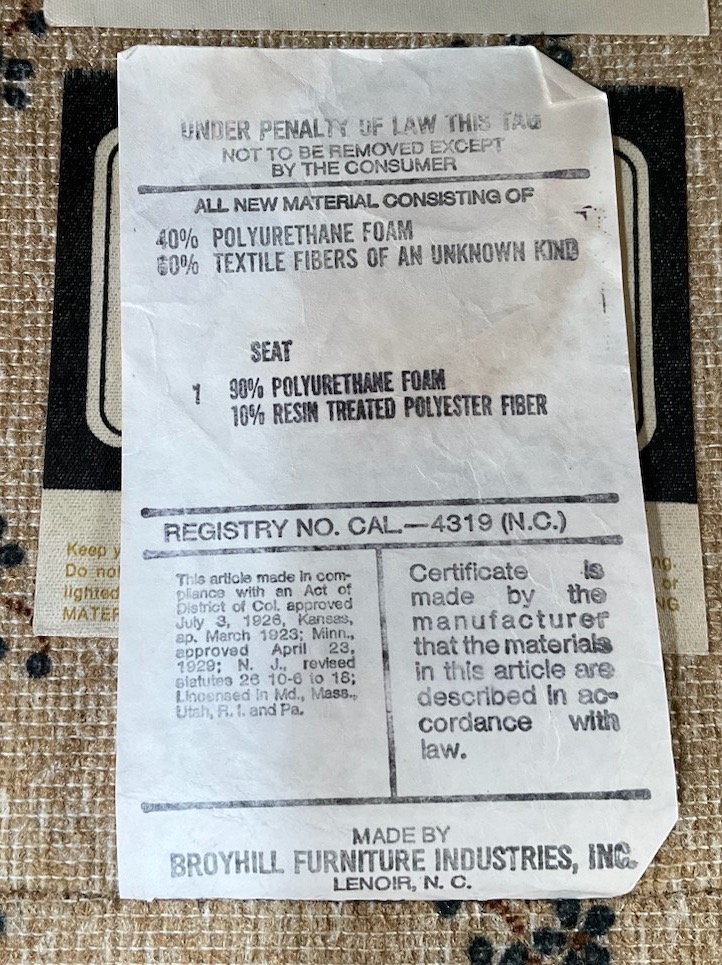 UNDER PENALTY OF LAW THIS TAG
NOT TO BE REMOVED EXCEPT
BY THE CONSUMER
ALL NEW MATERIAL CONSISTING OF
40% POLYURETHANE FOAM
60% TEXTILE FIBERS OF AN UNKNOWN KIND
SEAT
1 90% POLYURETHANE FOAM
10% RESIN TREATED POLYESTER FIBER
REGISTRY NO. CAL.—4319 (N.C.)
This article made in com-
pliance with an Act of
District of Col. approved
July 3, 1926, Kansas,
ap. March 1923; Minn.,
approved April 23,
1929; N. J., revised
statutes 26 10-6 to 18;
Lincensed in Md., Mass.,
Utah, R. I. and Pa.
Certificate is
made by the
manufacturer
that the materials
in this article are
described in ac-
cordance with
law.
MADE BY
BROYHILL FURNITURE INDUSTRIES, INC.
LENOIR, N. C.
Keep
Do
lighted
or